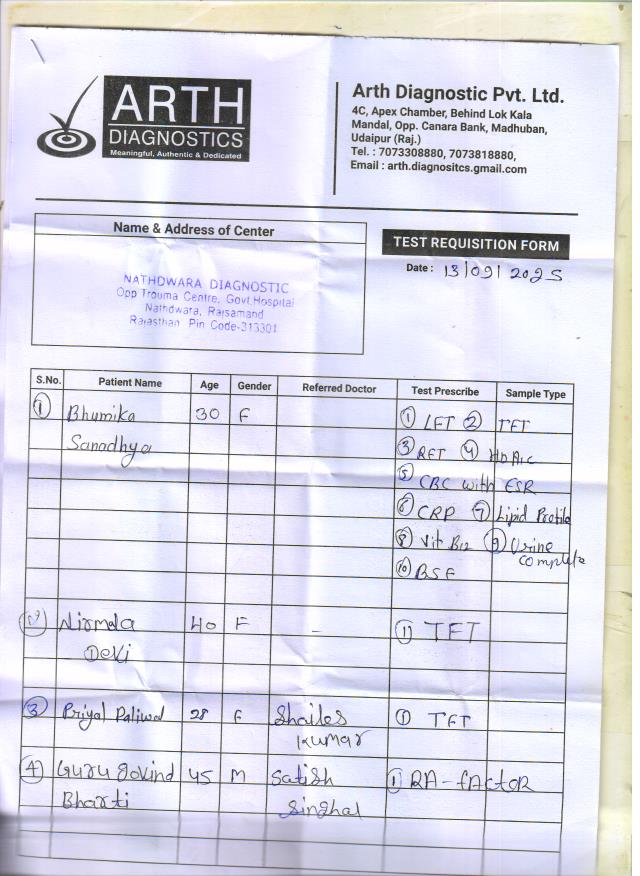 ARTH
DIAGNOSTICS
Meaningful, Authentic & Dedicated
Arth Diagnostic Pvt. Ltd.
4C, Apex Chamber, Behind Lok Kala
Mandal, Opp. Canara Bank, Madhuban,
Udaipur (Raj.)
Tel. : 7073308880, 7073818880,
Email : arth.diagnositcs.gmail.com
Name & Address of Center
NATHDWARA DIAGNOSTIC
Opp Trauma Centre, Govt.Hospital
Nathdwara, Rajsamand
Rajasthan Pin Code-313301
TEST REQUISITION FORM
Date : 13/09/2025
S.No. Patient Name Age Gender Referred Doctor Test Prescribe Sample Type
① Bhumika 30 F ① LFT ② TFT
Sanadhya ③ RFT ④ HbA1c
⑤ CBC with ESR
⑥ CRP ⑦ Lipid Profile
⑧ Vit B12 ⑨ Urine
complete
⑩ BSF
② Nirmala 40 F - ① TFT
Devi
③ Priyal Paliwal 28 F Shailes ① TFT
Kumar
④ Guru Govind 45 M Satish ① RA-factor
Bharti Singhal